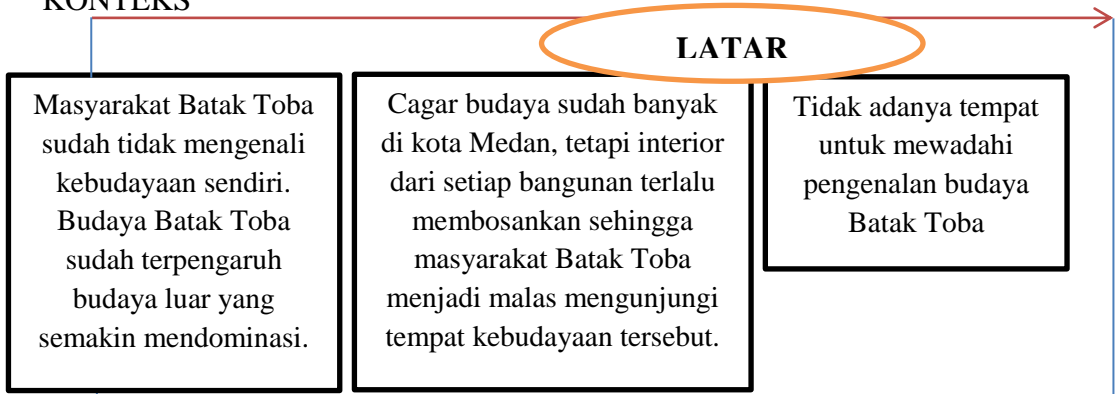 KONTEKS
LATAR
Masyarakat Batak Toba
sudah tidak mengenali
kebudayaan sendiri.
Budaya Batak Toba
sudah terpengaruh
budaya luar yang
semakin mendominasi.
Cagar budaya sudah banyak
di kota Medan, tetapi interior
dari setiap bangunan terlalu
membosankan sehingga
masyarakat Batak Toba
menjadi malas mengunjungi
tempat kebudayaan tersebut.
Tidak adanya tempat
untuk mewadahi
pengenalan budaya
Batak Toba